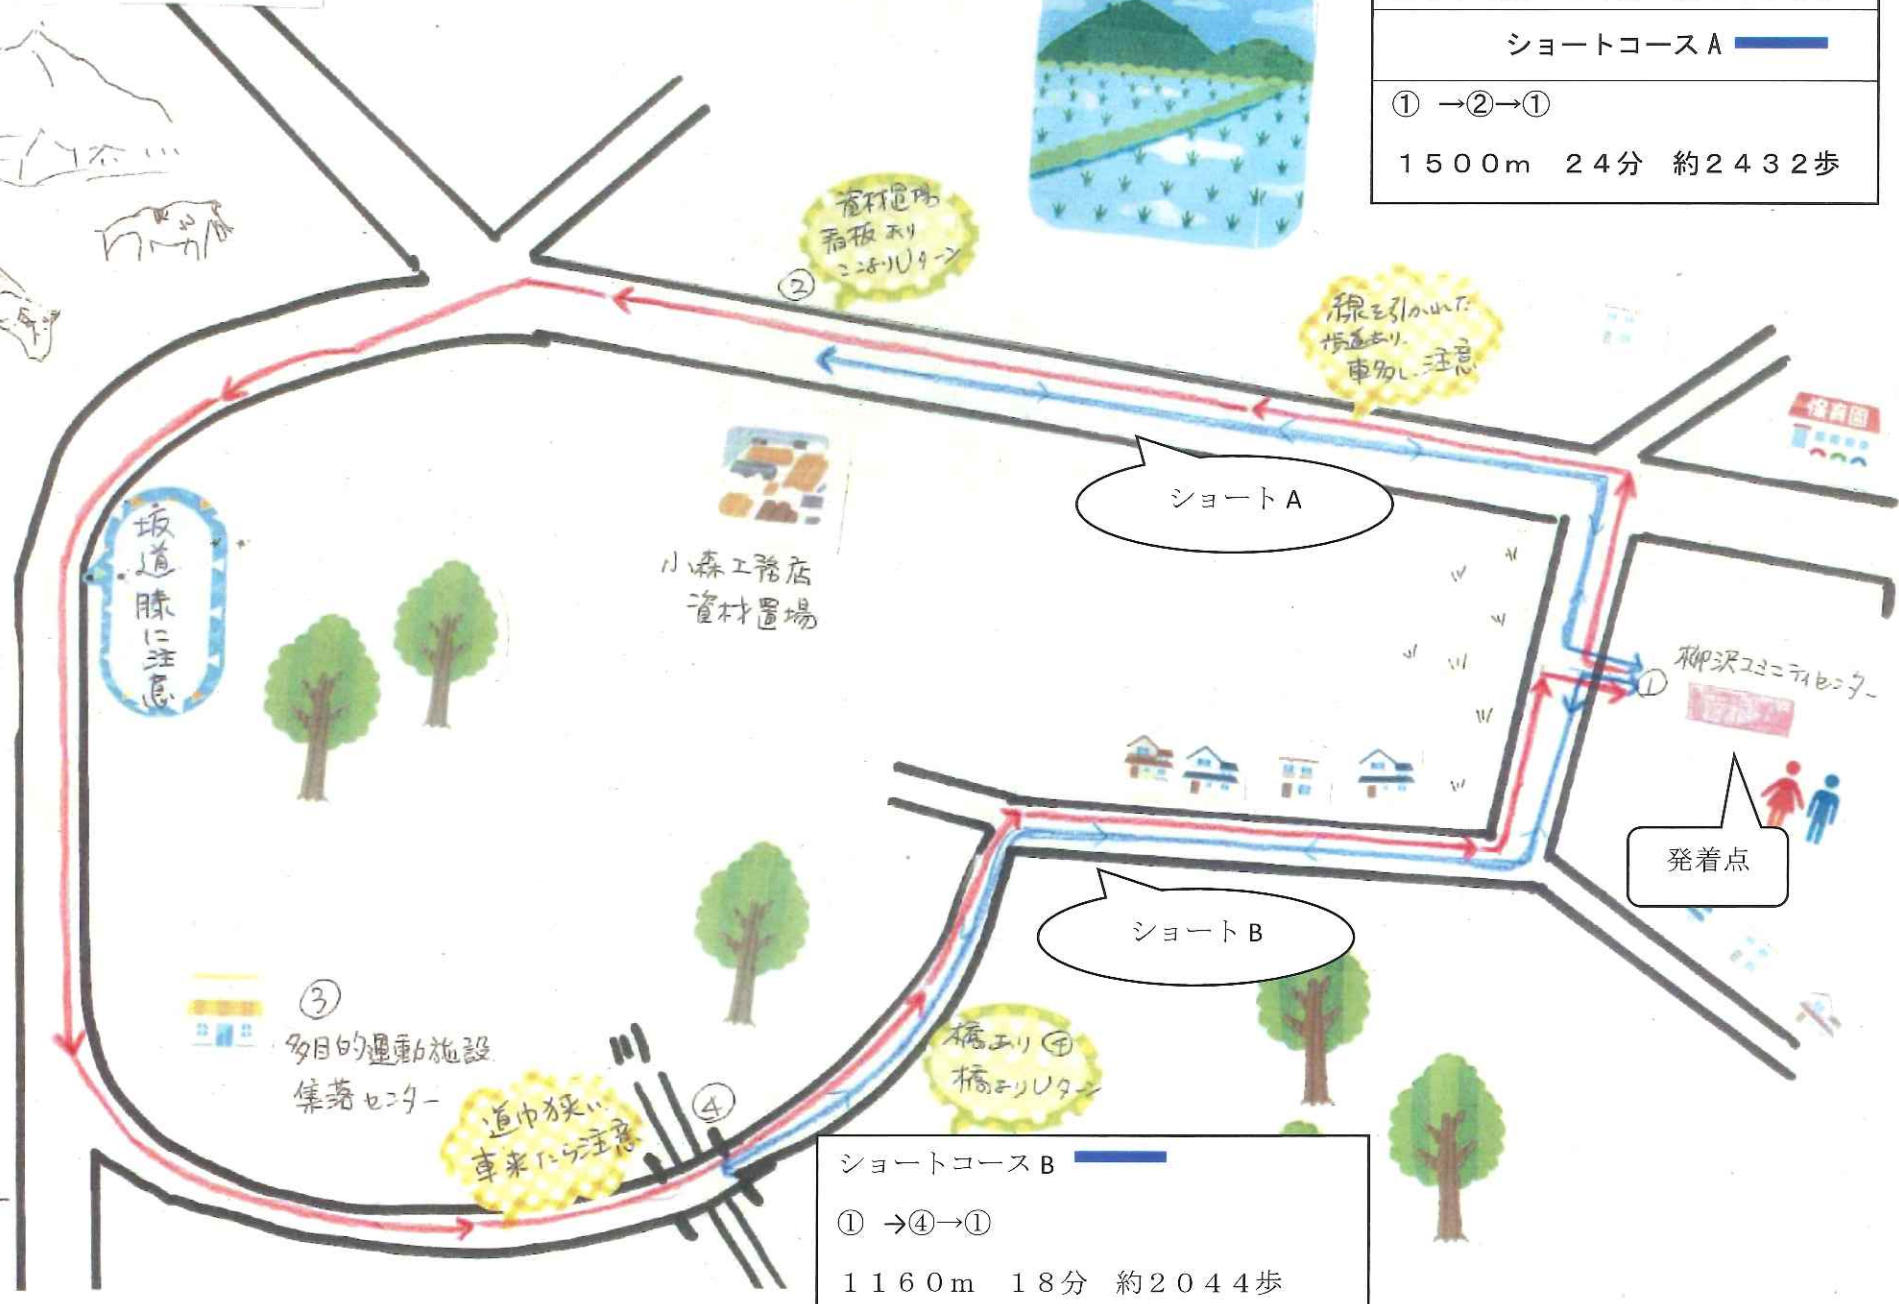 ショートコース A
① →②→①
１５００ｍ　２４分　約２４３２歩
資材置場
看板あり
ここよりUターン
②
線を引かれた
歩道あり
車多し、注意
保育園
ショート A
坂道膝に注意
小森工務店
資材置場
柳沢コミニティセンター
①
発着点
ショート B
③
多目的運動施設
集落センター
道巾狭い
車来たら注意
④
橋あり ④
橋よりUターン
ショートコース B
① →④→①
１１６０ｍ　１８分　約２０４４歩